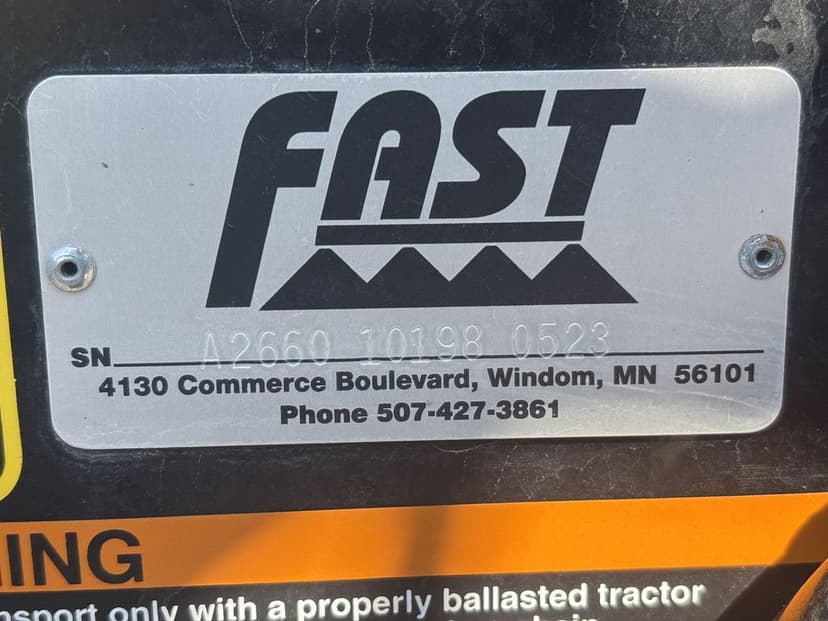 FAST
SN A2660 10198 0523
4130 Commerce Boulevard, Windom, MN 56101
Phone 507-427-3861
NING
nsport only with a properly ballasted tractor